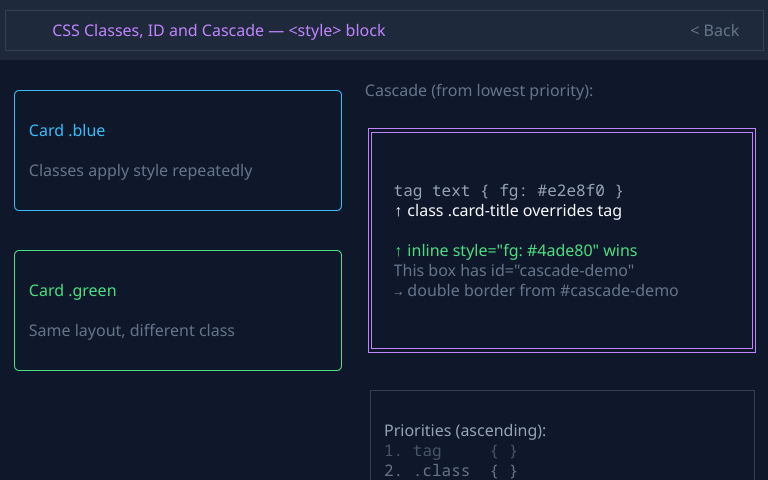 CSS Classes, ID and Cascade — <style> block
< Back
Card .blue
Classes apply style repeatedly
Card .green
Same layout, different class
Cascade (from lowest priority):
tag text { fg: #e2e8f0 }
↑ class .card-title overrides tag
↑ inline style="fg: #4ade80" wins
This box has id="cascade-demo"
→ double border from #cascade-demo
Priorities (ascending):
1. tag     { }
2. .class  { }